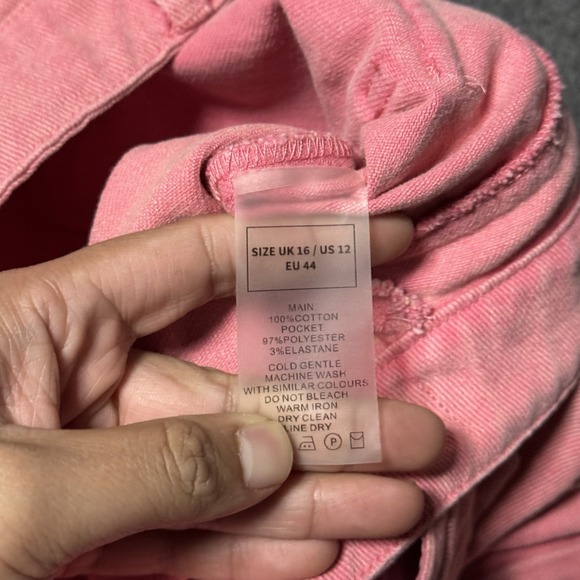 SIZE UK 16 / US 12
EU 44
MAIN
100%COTTON
POCKET
97%POLYESTER
3%ELASTANE
COLD GENTLE
MACHINE WASH
WITH SIMILAR COLOURS
DO NOT BLEACH
WARM IRON
DRY CLEAN
LINE DRY
P